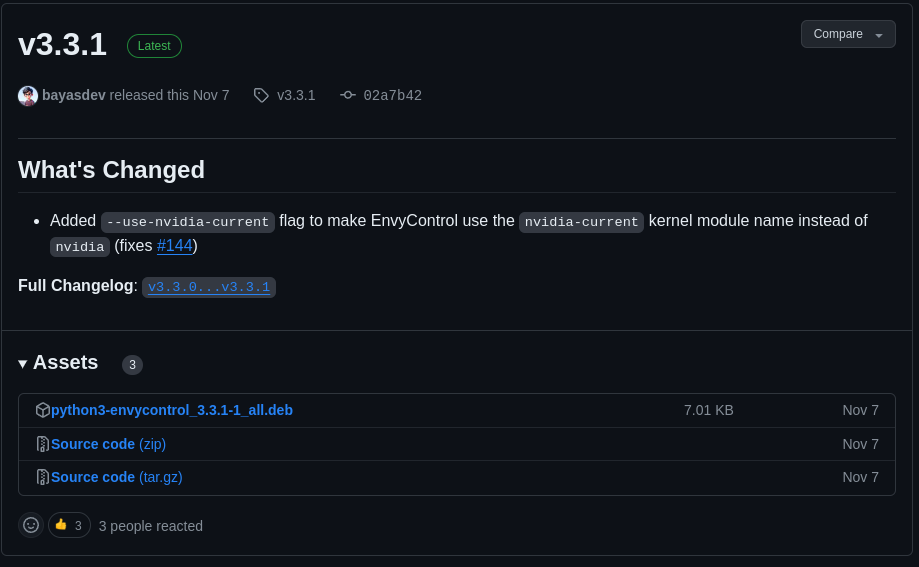 v3.3.1 Latest Compare
bayasdev released this Nov 7 v3.3.1 02a7b42
What's Changed
Added --use-nvidia-current flag to make EnvyControl use the nvidia-current kernel module name instead of
nvidia (fixes #144)
Full Changelog: v3.3.0...v3.3.1
Assets 3
python3-envycontrol_3.3.1-1_all.deb 7.01 KB Nov 7
Source code (zip) Nov 7
Source code (tar.gz) Nov 7
3 3 people reacted